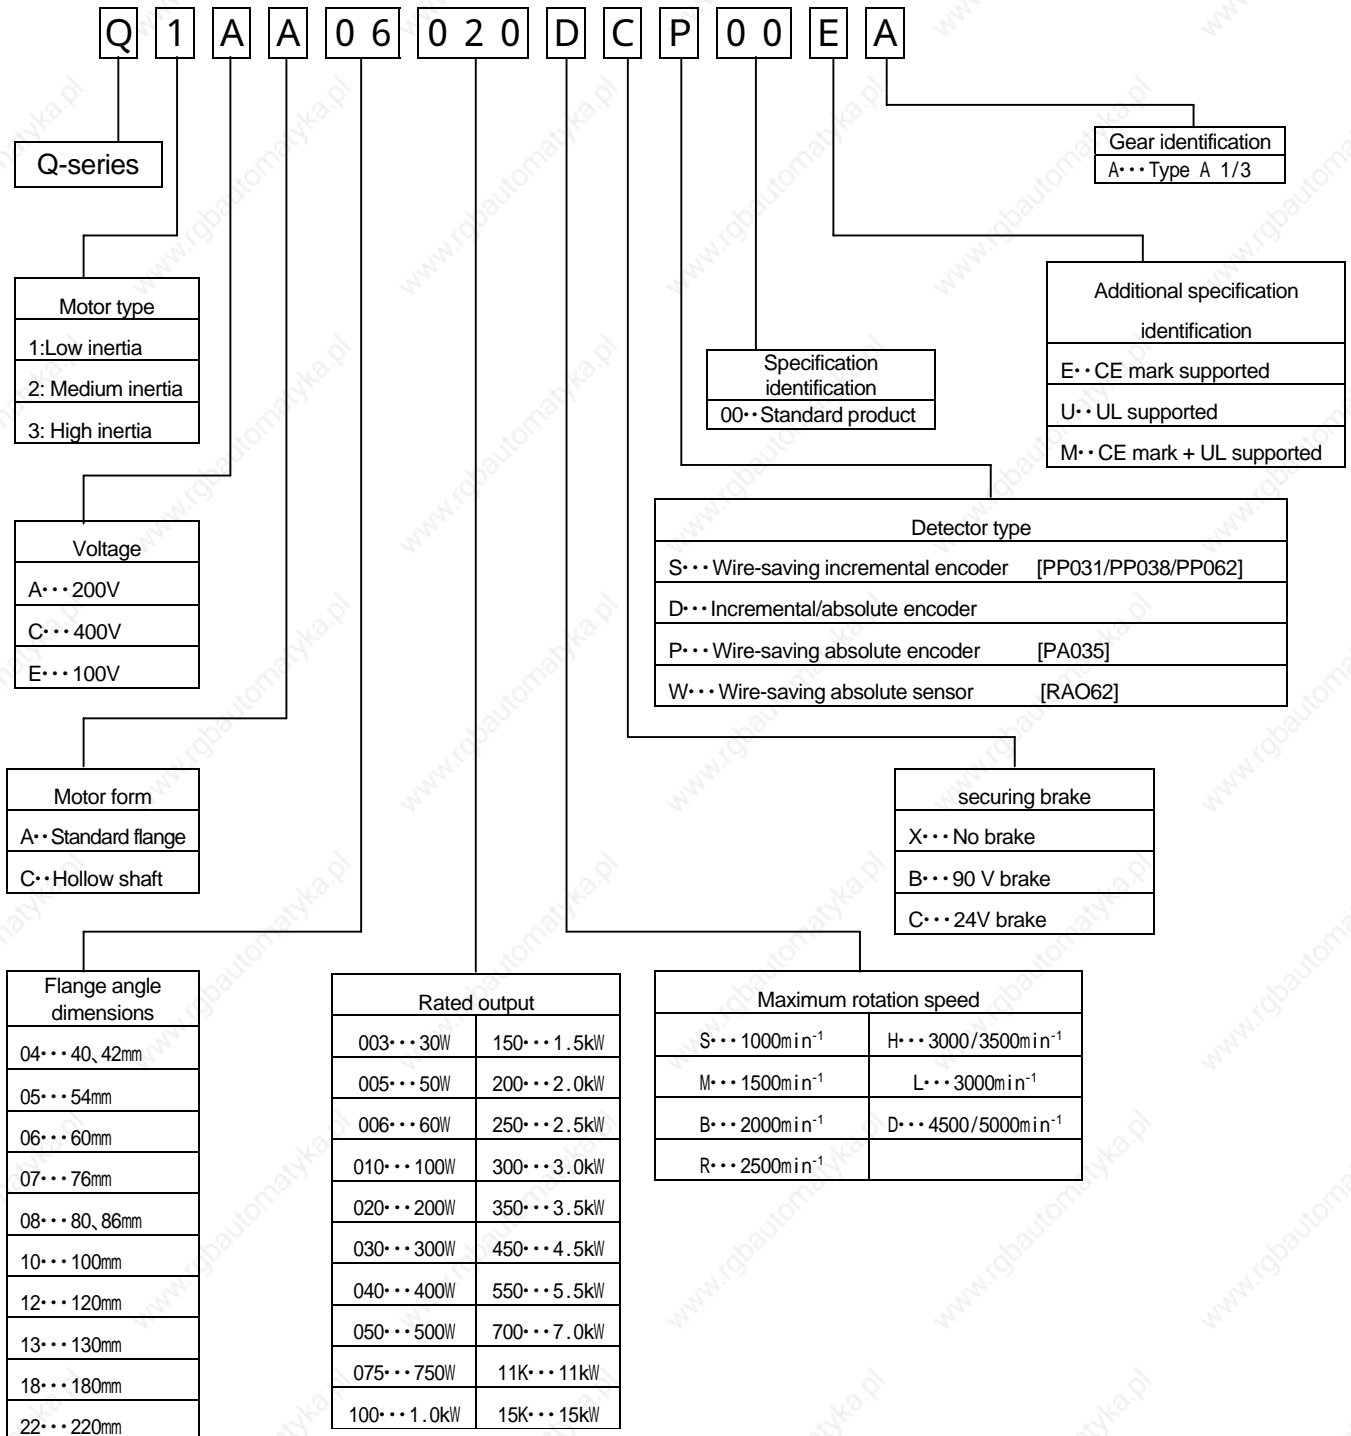 Q 1 A A 0 6 0 2 0 D C P 0 0 E A
Q-series
Gear identification
A･･･Type A 1/3
Motor type
1:Low inertia
2: Medium inertia
3: High inertia
Additional specification
identification
E･･CE mark supported
U･･UL supported
M･･CE mark + UL supported
Specification
identification
00･･Standard product
Voltage
A･･･200V
C･･･400V
E･･･100V
Detector type
S･･･Wire-saving incremental encoder [PP031/PP038/PP062]
D･･･Incremental/absolute encoder
P･･･Wire-saving absolute encoder [PA035]
W･･･Wire-saving absolute sensor [RAO62]
Motor form
A･･Standard flange
C･･Hollow shaft
securing brake
X･･･No brake
B･･･90 V brake
C･･･24V brake
Flange angle
dimensions
04･･･40、42mm
05･･･54mm
06･･･60mm
07･･･76mm
08･･･80、86mm
10･･･100mm
12･･･120mm
13･･･130mm
18･･･180mm
22･･･220mm
Rated output
003･･･30W 150･･･1.5kW
005･･･50W 200･･･2.0kW
006･･･60W 250･･･2.5kW
010･･･100W 300･･･3.0kW
020･･･200W 350･･･3.5kW
030･･･300W 450･･･4.5kW
040･･･400W 550･･･5.5kW
050･･･500W 700･･･7.0kW
075･･･750W 11K･･･11kW
100･･･1.0kW 15K･･･15kW
Maximum rotation speed
S･･･1000min-1 H･･･3000/3500min-1
M･･･1500min-1 L･･･3000min-1
B･･･2000min-1 D･･･4500/5000min-1
R･･･2500min-1
www.rgbautomatyka.pl